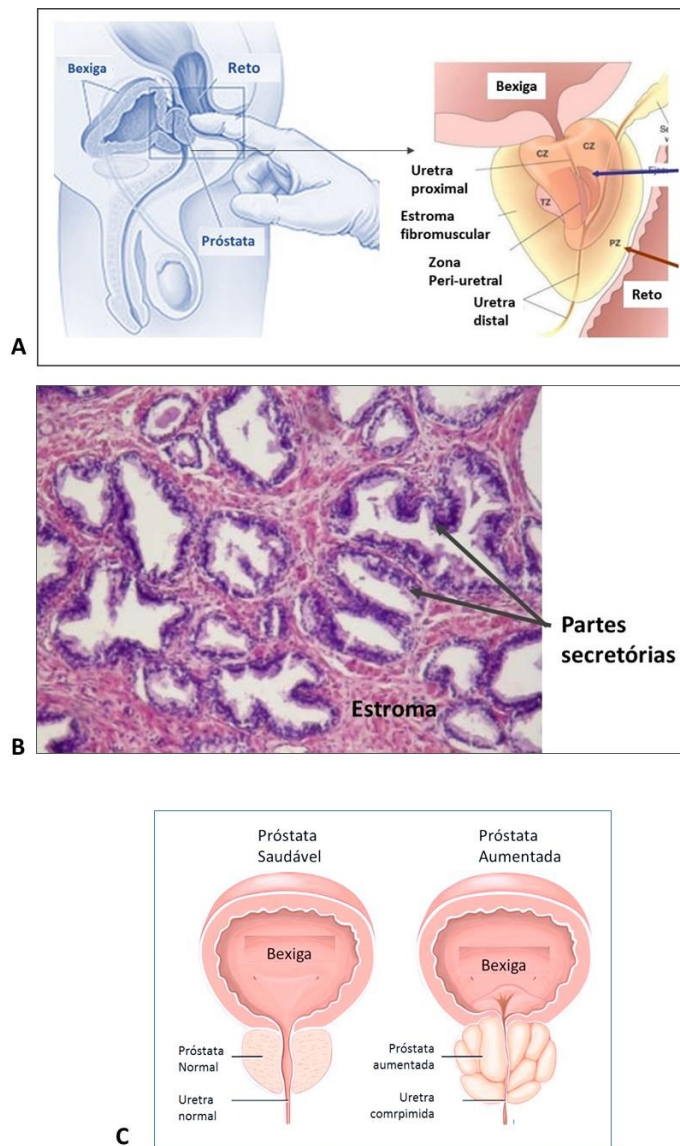 Bexiga
Reto
Próstata
Bexiga
CZ
CZ
TZ
PZ
Uretra
proximal
Estroma
fibromuscular
Zona
Peri-uretral
Uretra
distal
Reto
A
Partes
secretórias
Estroma
B
Próstata
Saudável
Próstata
Aumentada
Bexiga
Bexiga
Próstata
Normal
Uretra
normal
Próstata
aumentada
Uretra
comrpimida
C